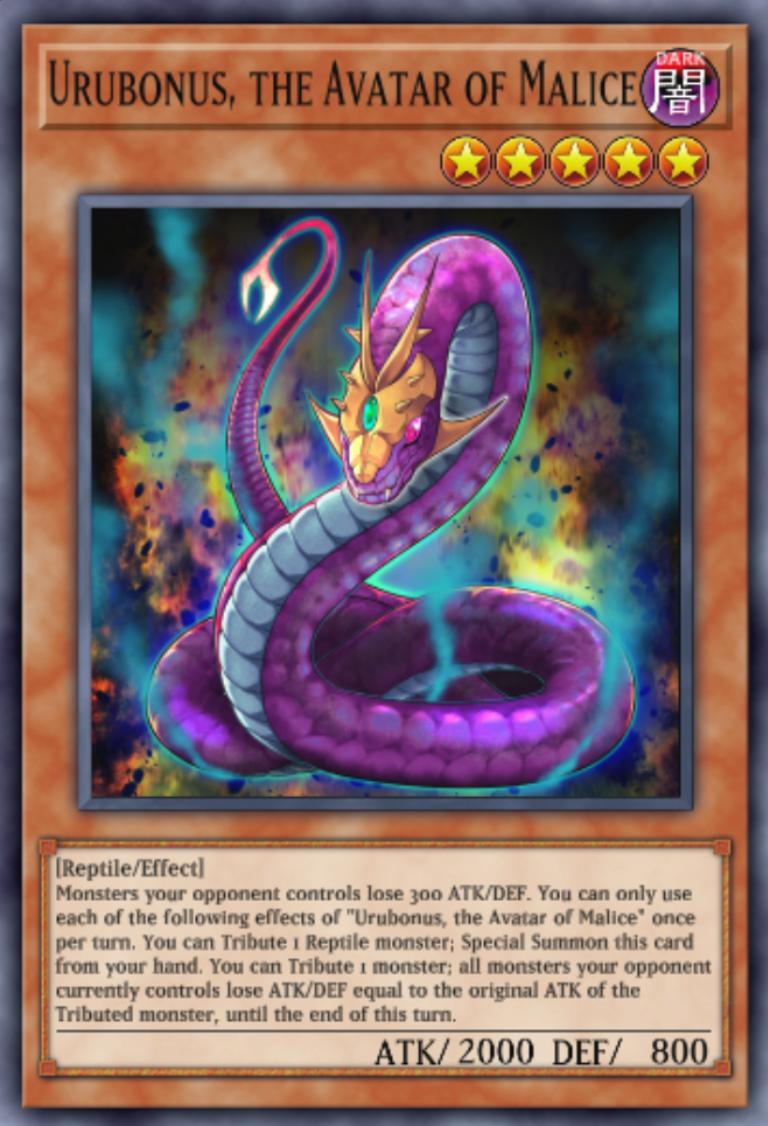 Urubonus, the Avatar of Malice
DARK
闇
[Reptile/Effect]
Monsters your opponent controls lose 300 ATK/DEF. You can only use
each of the following effects of "Urubonus, the Avatar of Malice" once
per turn. You can Tribute 1 Reptile monster; Special Summon this card
from your hand. You can Tribute 1 monster; all monsters your opponent
currently controls lose ATK/DEF equal to the original ATK of the
Tributed monster, until the end of this turn.
ATK/ 2000 DEF/ 800